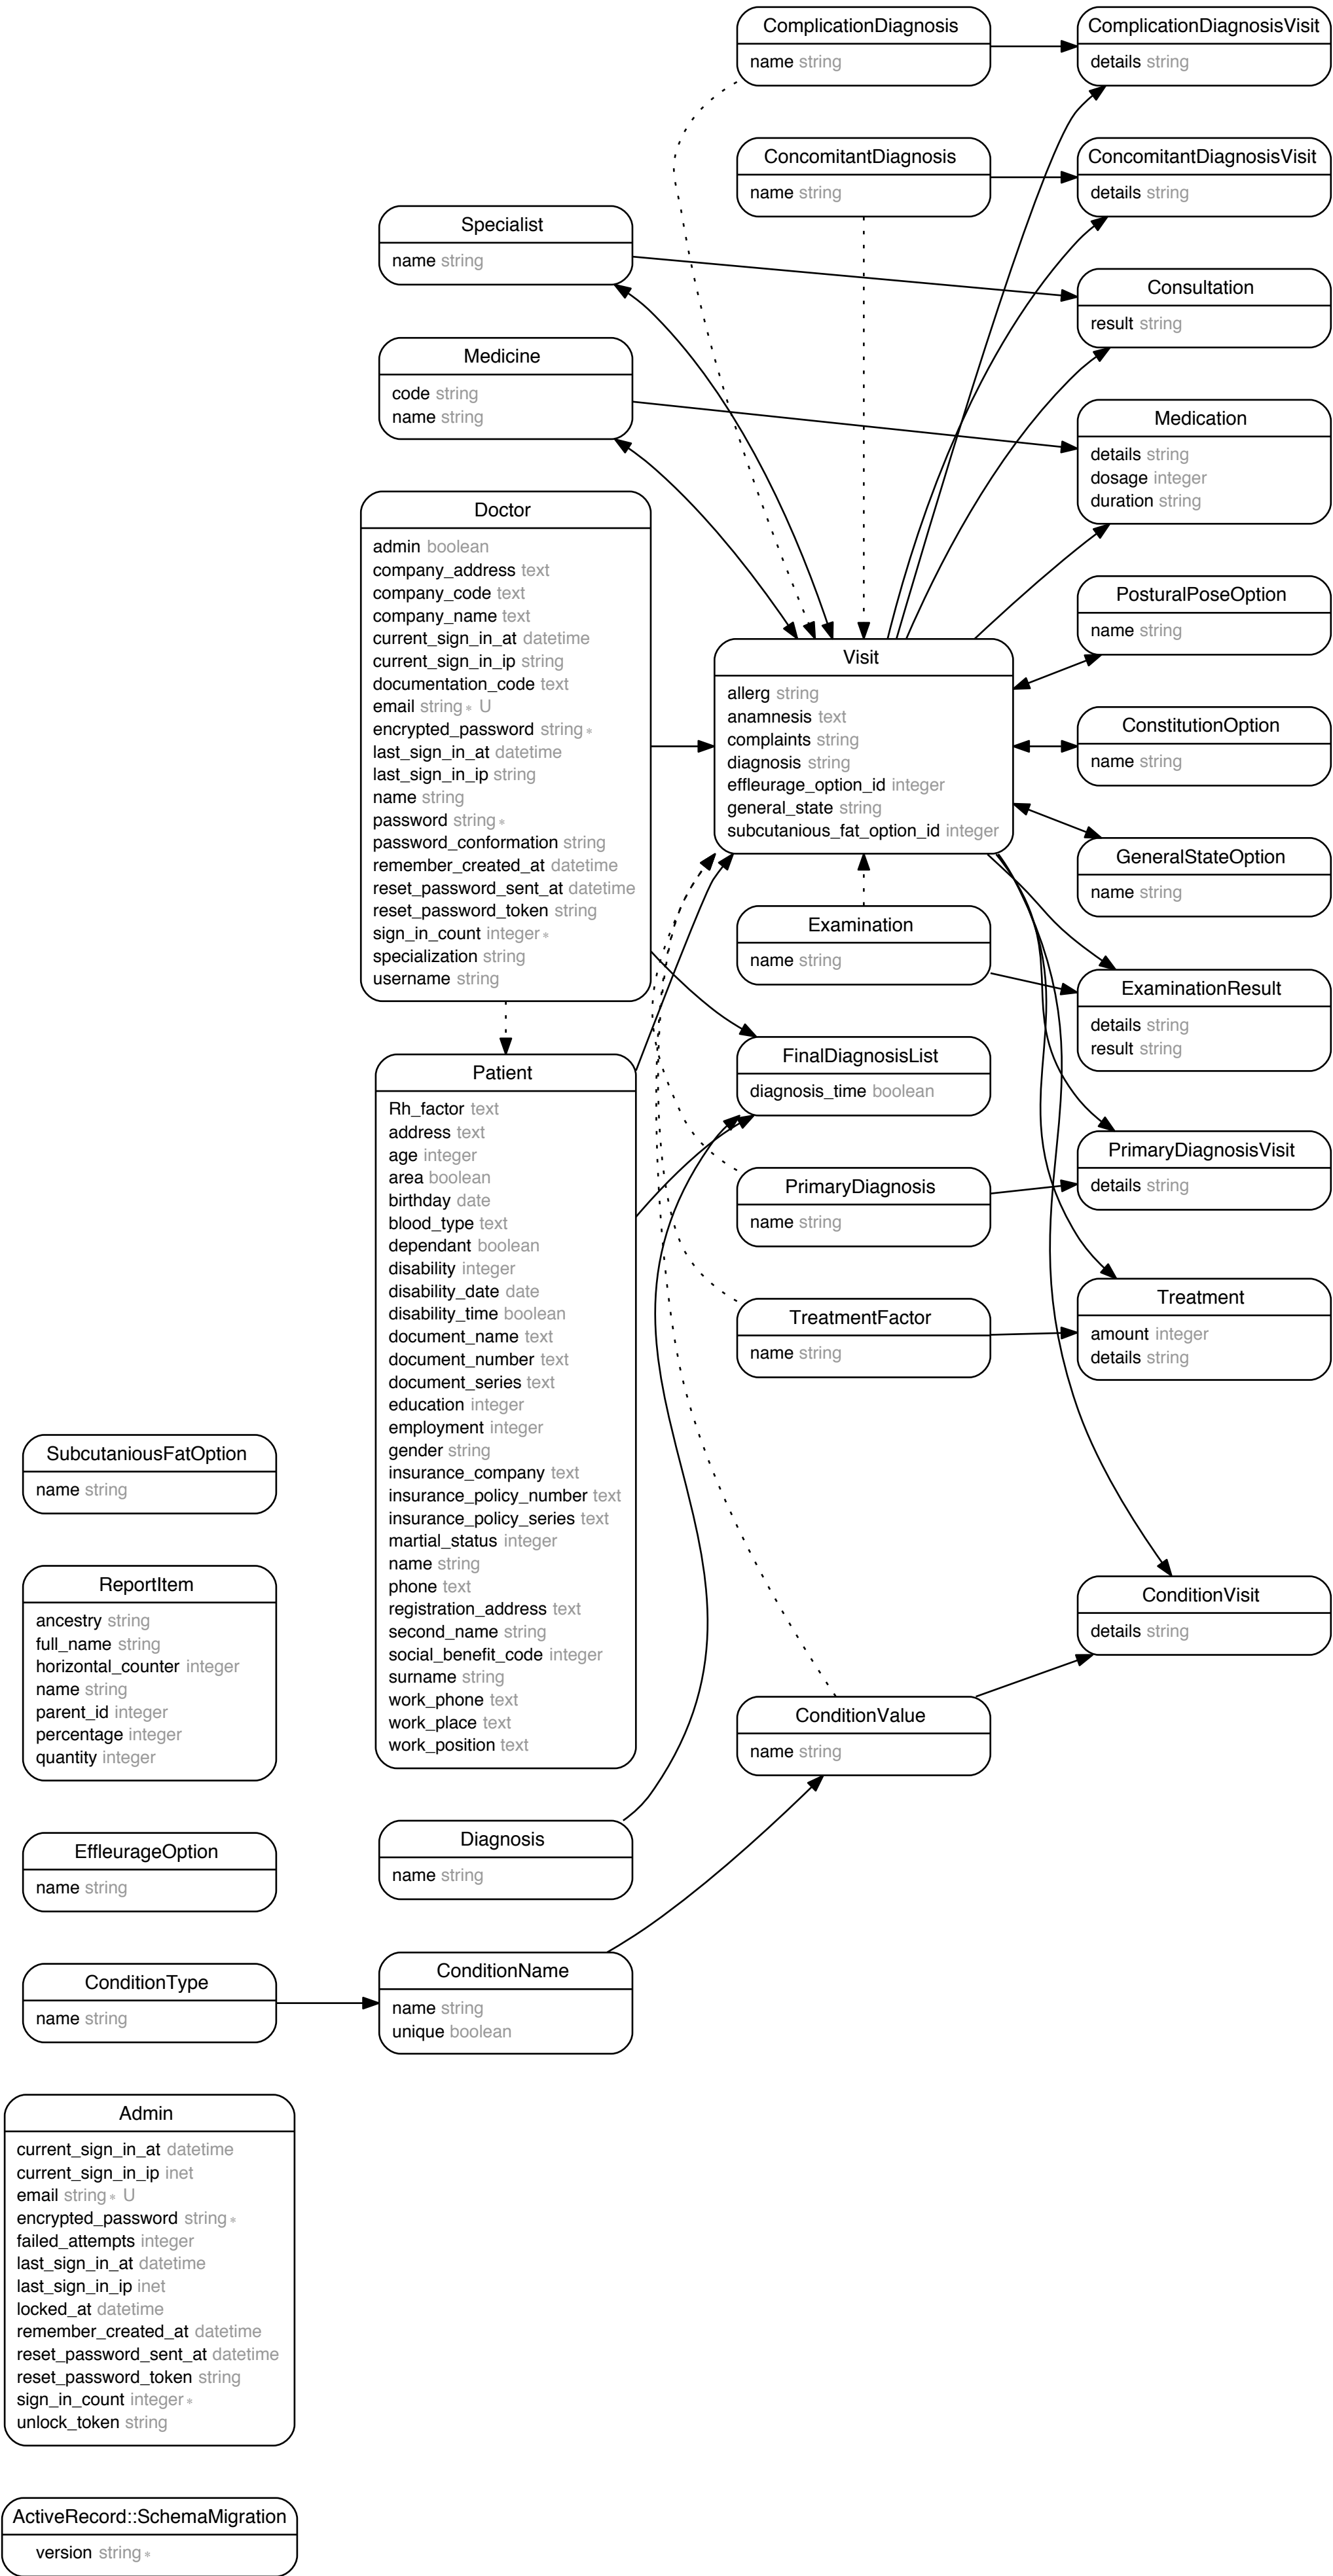 ComplicationDiagnosis
name string
ComplicationDiagnosisVisit
details string
ConcomitantDiagnosis
name string
ConcomitantDiagnosisVisit
details string
Specialist
name string
Consultation
result string
Medicine
code string
name string
Medication
details string
dosage integer
duration string
Doctor
admin boolean
company_address text
company_code text
company_name text
current_sign_in_at datetime
current_sign_in_ip string
documentation_code text
email string* U
encrypted_password string*
last_sign_in_at datetime
last_sign_in_ip string
name string
password string*
password_conformation string
remember_created_at datetime
reset_password_sent_at datetime
reset_password_token string
sign_in_count integer*
specialization string
username string
PosturalPoseOption
name string
Visit
allerg string
anamnesis text
complaints string
diagnosis string
effleurage_option_id integer
general_state string
subcutanious_fat_option_id integer
ConstitutionOption
name string
GeneralStateOption
name string
Examination
name string
ExaminationResult
details string
result string
FinalDiagnosisList
diagnosis_time boolean
Patient
Rh_factor text
address text
age integer
area boolean
birthday date
blood_type text
dependant boolean
disability integer
disability_date date
disability_time boolean
document_name text
document_number text
document_series text
education integer
employment integer
gender string
insurance_company text
insurance_policy_number text
insurance_policy_series text
martial_status integer
name string
phone text
registration_address text
second_name string
social_benefit_code integer
surname string
work_phone text
work_place text
work_position text
PrimaryDiagnosis
name string
PrimaryDiagnosisVisit
details string
TreatmentFactor
name string
Treatment
amount integer
details string
SubcutaniousFatOption
name string
ReportItem
ancestry string
full_name string
horizontal_counter integer
name string
parent_id integer
percentage integer
quantity integer
ConditionVisit
details string
ConditionValue
name string
EffleurageOption
name string
Diagnosis
name string
ConditionType
name string
ConditionName
name string
unique boolean
Admin
current_sign_in_at datetime
current_sign_in_ip inet
email string* U
encrypted_password string*
failed_attempts integer
last_sign_in_at datetime
last_sign_in_ip inet
locked_at datetime
remember_created_at datetime
reset_password_sent_at datetime
reset_password_token string
sign_in_count integer*
unlock_token string
ActiveRecord::SchemaMigration
version string*